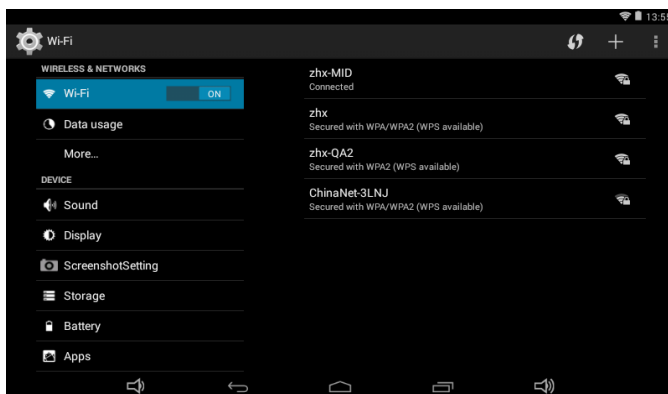 13:55
Wi-Fi
WIRELESS & NETWORKS
Wi-Fi ON
Data usage
More...
DEVICE
Sound
Display
ScreenshotSetting
Storage
Battery
Apps
zhx-MID
Connected
zhx
Secured with WPA/WPA2 (WPS available)
zhx-QA2
Secured with WPA2 (WPS available)
ChinaNet-3LNJ
Secured with WPA/WPA2 (WPS available)